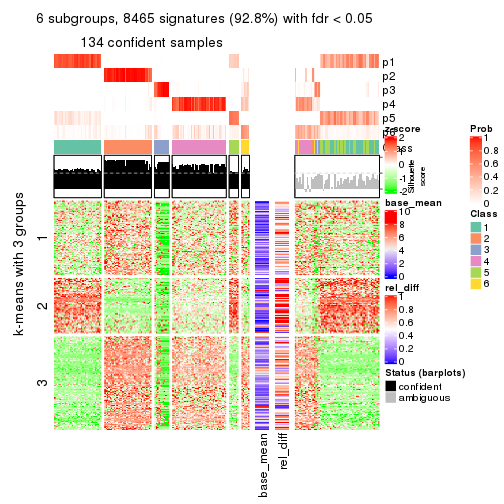 6 subgroups, 8465 signatures (92.8%) with fdr < 0.05
134 confident samples
p1
p2
p3
p4
p5
p6
Class
Silhouette
score
k-means with 3 groups
1
2
3
base_mean
rel_diff
z-score
2
1
0
-1
-2
base_mean
10
8
6
4
2
0
rel_diff
1
0.8
0.6
0.4
0.2
0
Status (barplots)
confident
ambiguous
Prob
1
0.8
0.6
0.4
0.2
0
Class
1
2
3
4
5
6